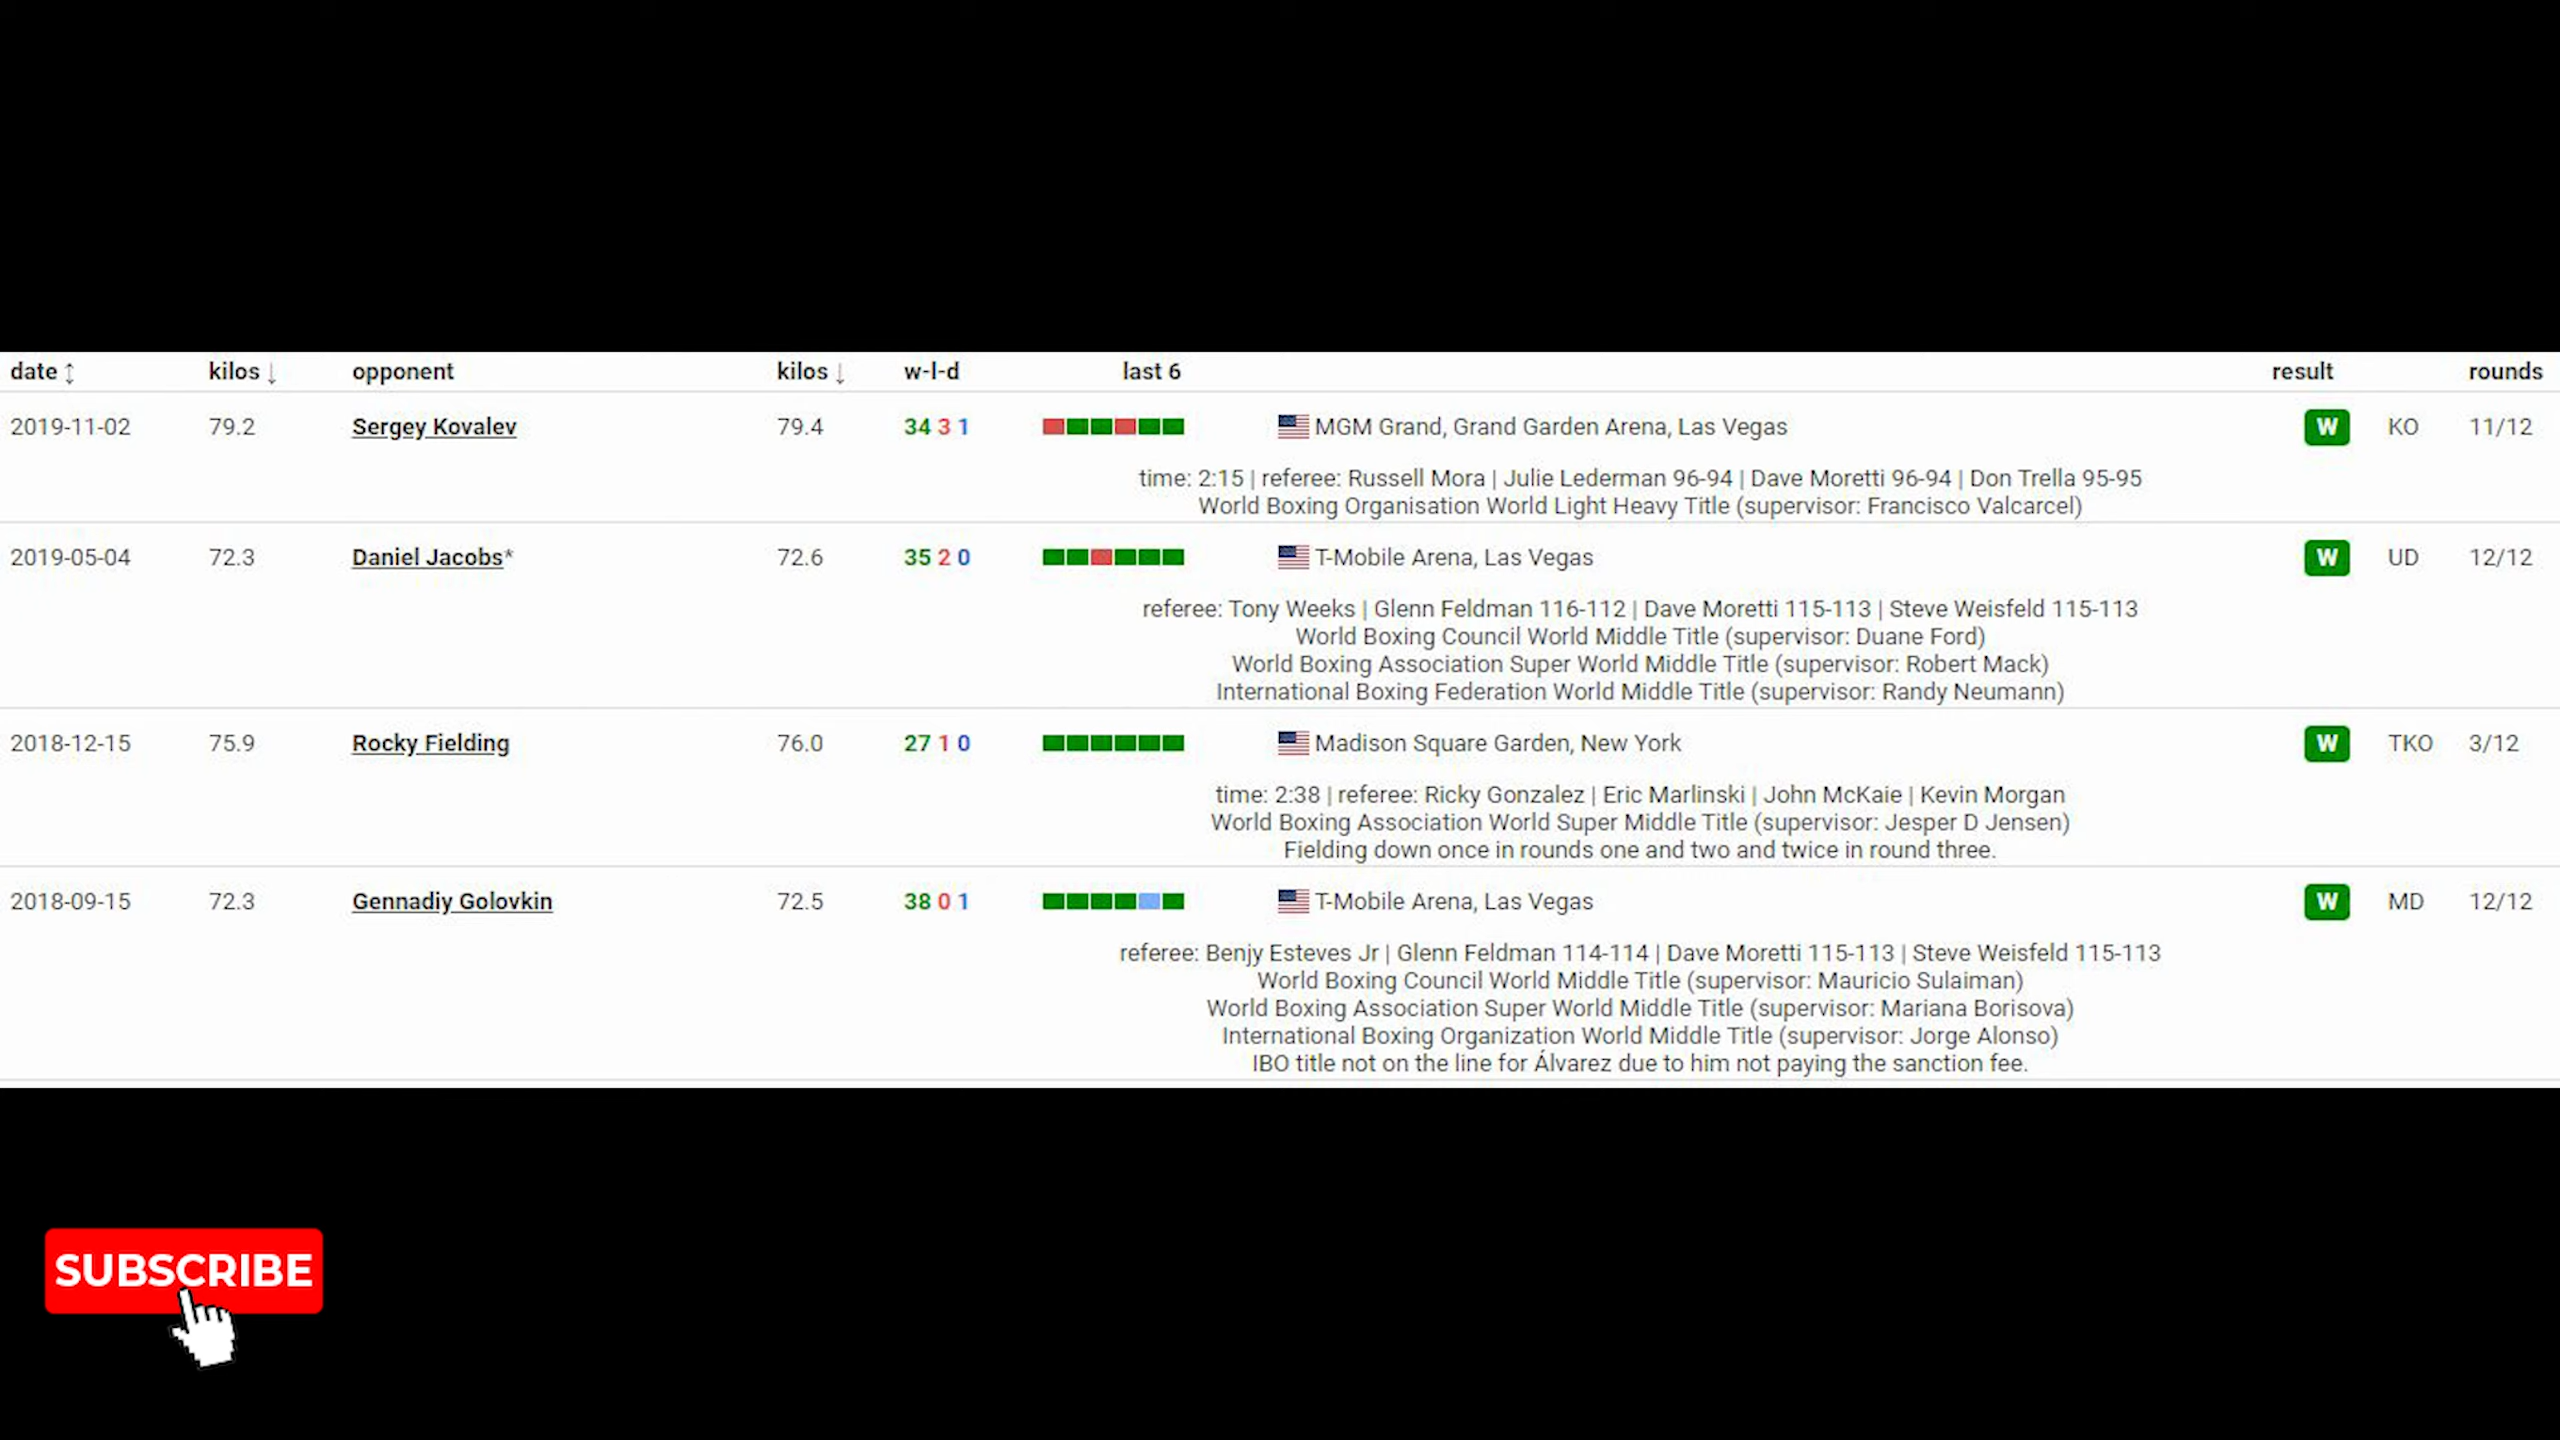 date kilos opponent kilos w-l-d last 6 result rounds
2019-11-02 79.2 Sergey Kovalev 79.4 34 3 1 MGM Grand, Grand Garden Arena, Las Vegas W KO 11/12
time: 2:15 | referee: Russell Mora | Julie Lederman 96-94 | Dave Moretti 96-94 | Don Trella 95-95
World Boxing Organisation World Light Heavy Title (supervisor: Francisco Valcarcel)
2019-05-04 72.3 Daniel Jacobs* 72.6 35 2 0 T-Mobile Arena, Las Vegas W UD 12/12
referee: Tony Weeks | Glenn Feldman 116-112 | Dave Moretti 115-113 | Steve Weisfeld 115-113
World Boxing Council World Middle Title (supervisor: Duane Ford)
World Boxing Association Super World Middle Title (supervisor: Robert Mack)
International Boxing Federation World Middle Title (supervisor: Randy Neumann)
2018-12-15 75.9 Rocky Fielding 76.0 27 1 0 Madison Square Garden, New York W TKO 3/12
time: 2:38 | referee: Ricky Gonzalez | Eric Marlinski | John McKaie | Kevin Morgan
World Boxing Association World Super Middle Title (supervisor: Jesper D Jensen)
Fielding down once in rounds one and two and twice in round three.
2018-09-15 72.3 Gennadiy Golovkin 72.5 38 0 1 T-Mobile Arena, Las Vegas W MD 12/12
referee: Benjy Esteves Jr | Glenn Feldman 114-114 | Dave Moretti 115-113 | Steve Weisfeld 115-113
World Boxing Council World Middle Title (supervisor: Mauricio Sulaiman)
World Boxing Association Super World Middle Title (supervisor: Mariana Borisova)
International Boxing Organization World Middle Title (supervisor: Jorge Alonso)
IBO title not on the line for Álvarez due to him not paying the sanction fee.
SUBSCRIBE